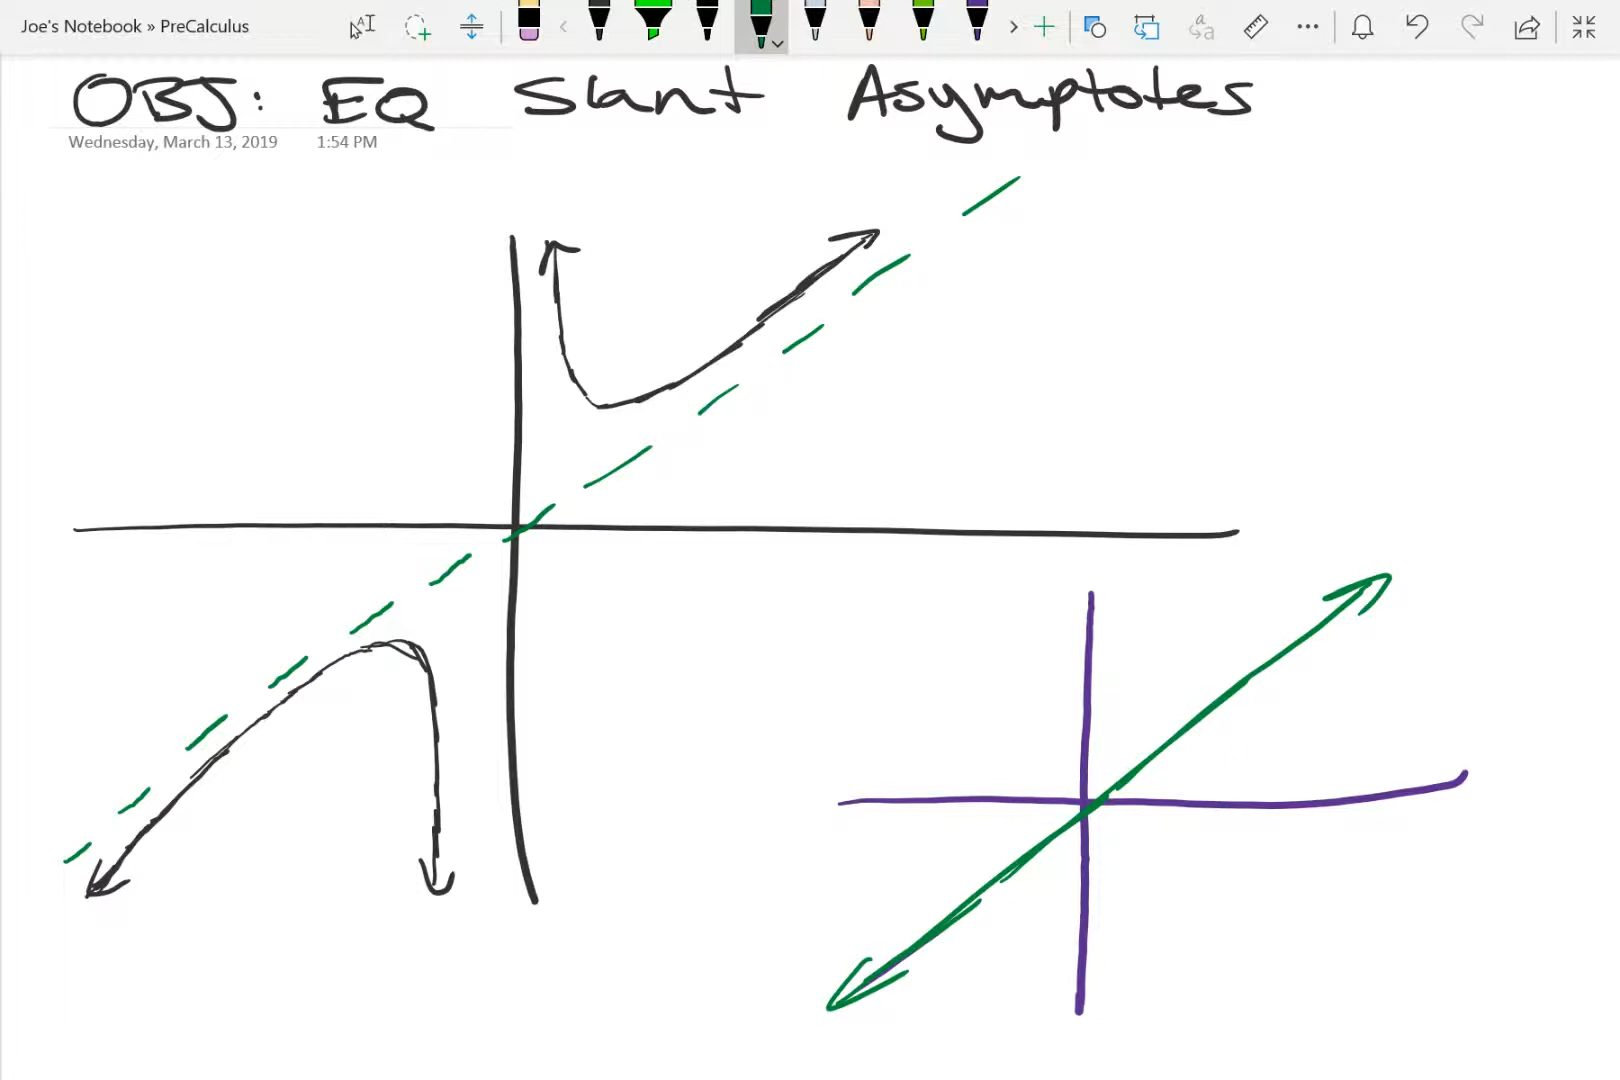 Joe's Notebook » PreCalculus
OBJ: EQ Slant Asymptotes
Wednesday, March 13, 2019 1:54 PM